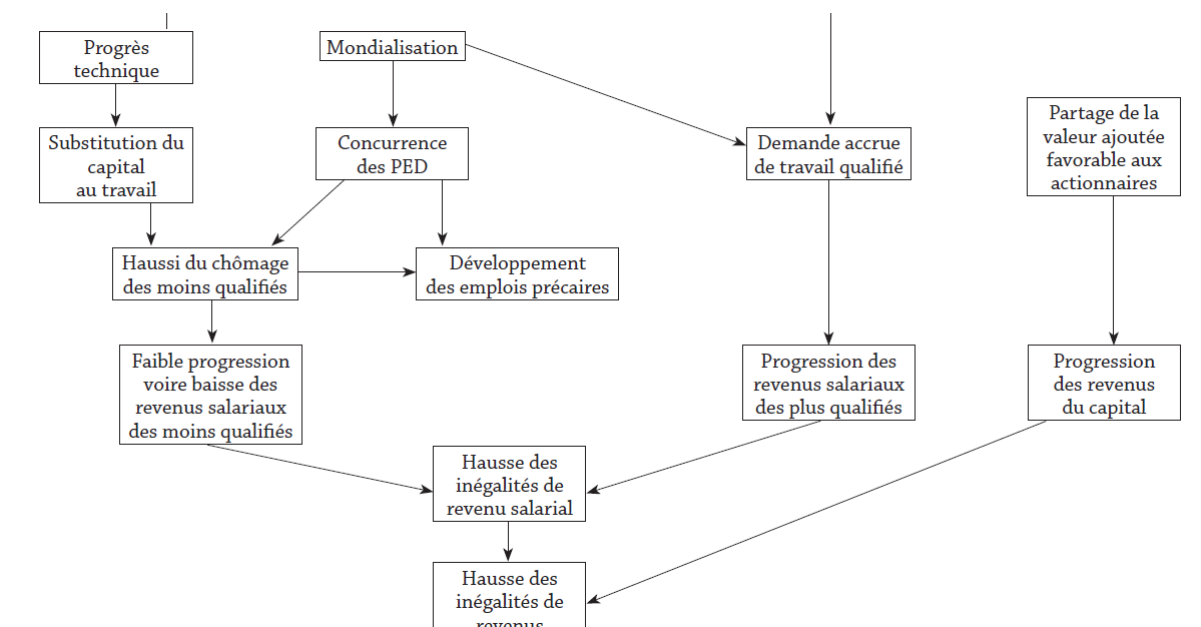 Progrès
technique
Mondialisation
Substitution du
capital
au travail
Concurrence
des PED
Demande accrue
de travail qualifié
Partage de la
valeur ajoutée
favorable aux
actionnaires
Haussi du chômage
des moins qualifiés
Développement
des emplois précaires
Faible progression
voire baisse des
revenus salariaux
des moins qualifiés
Progression des
revenus salariaux
des plus qualifiés
Progression
des revenus
du capital
Hausse des
inégalités de
revenu salarial
Hausse des
inégalités de
revenus